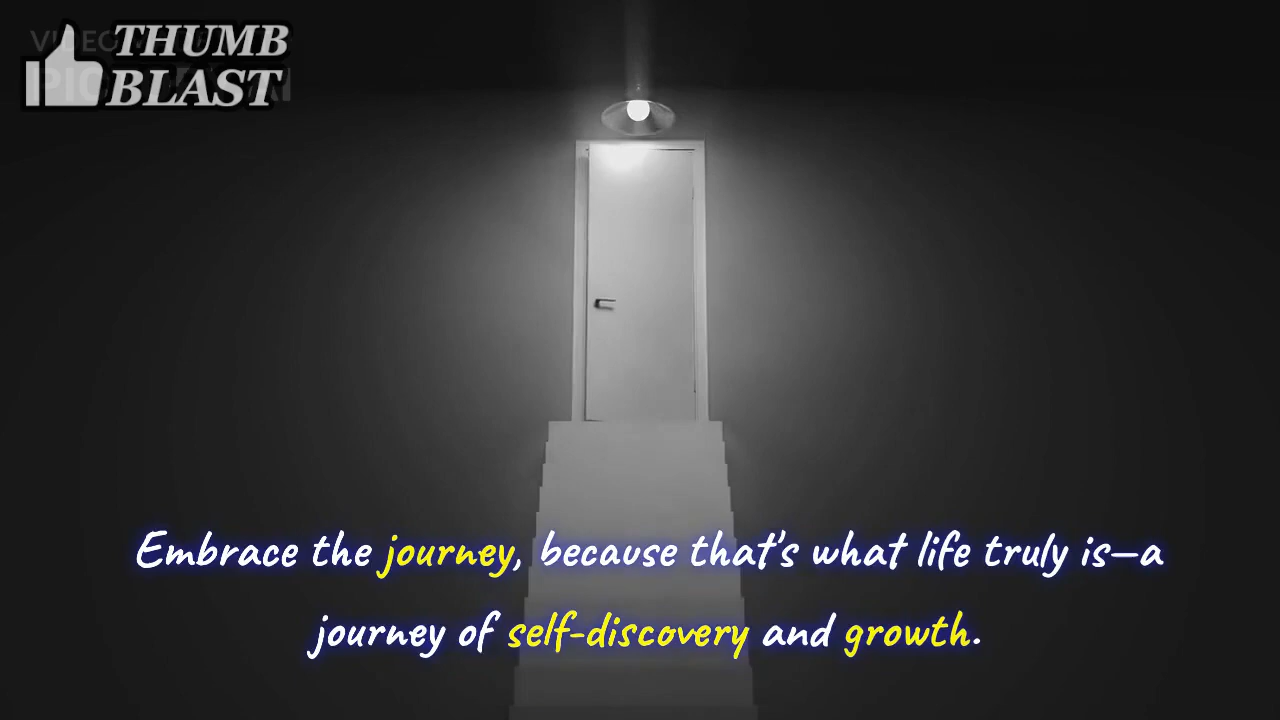 THUMB
BLAST
Embrace the journey, because that's what life truly is—a
journey of self-discovery and growth.